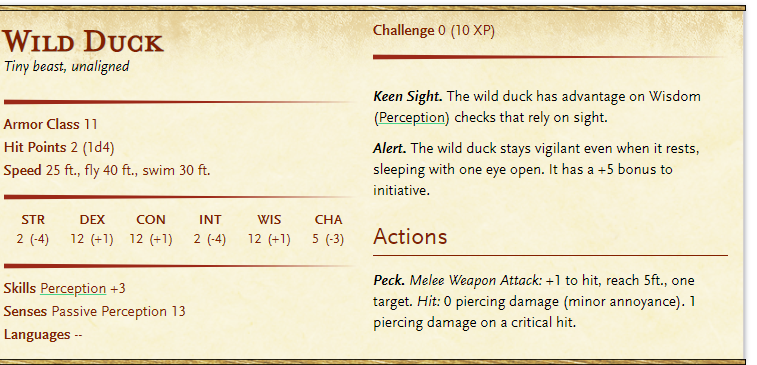 Wild Duck
Tiny beast, unaligned
Armor Class 11
Hit Points 2 (1d4)
Speed 25 ft., fly 40 ft., swim 30 ft.
STR DEX CON INT WIS CHA
2 (-4) 12 (+1) 12 (+1) 2 (-4) 12 (+1) 5 (-3)
Skills Perception +3
Senses Passive Perception 13
Languages --
Challenge 0 (10 XP)
Keen Sight. The wild duck has advantage on Wisdom
(Perception) checks that rely on sight.
Alert. The wild duck stays vigilant even when it rests,
sleeping with one eye open. It has a +5 bonus to
initiative.
Actions
Peck. Melee Weapon Attack: +1 to hit, reach 5ft., one
target. Hit: 0 piercing damage (minor annoyance). 1
piercing damage on a critical hit.